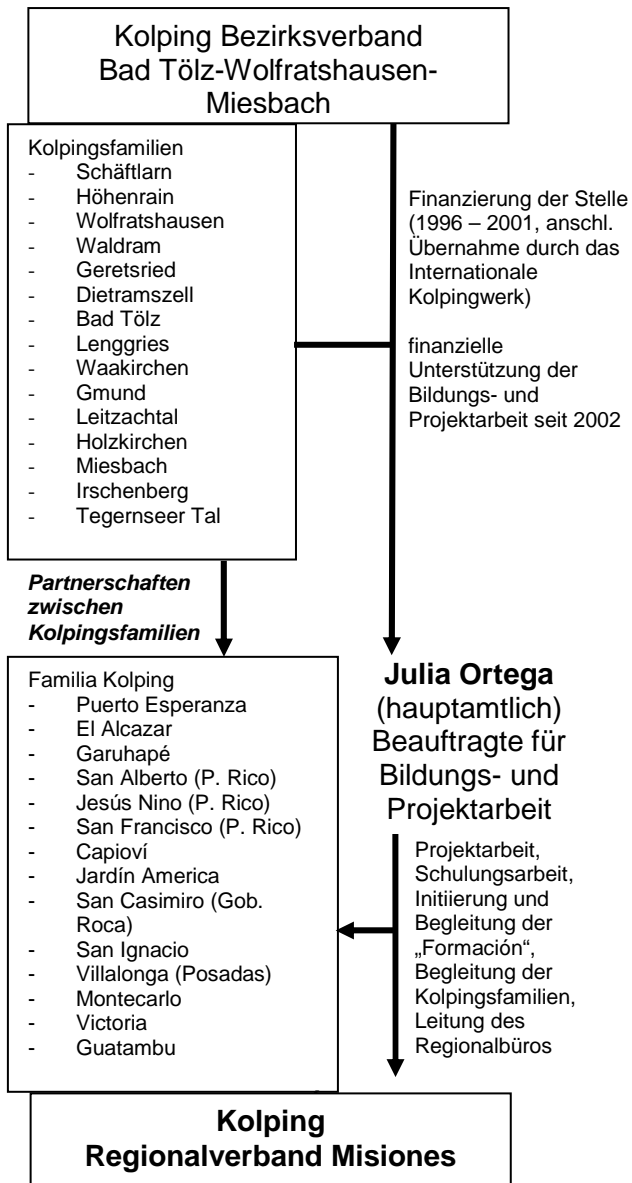 Kolping Bezirksverband
Bad Tölz-Wolfratshausen-
Miesbach
Kolpingsfamilien
- Schäftlarn
- Höhenrain
- Wolfratshausen
- Waldram
- Geretsried
- Dietramszell
- Bad Tölz
- Lenggries
- Waakirchen
- Gmund
- Leitzachtal
- Holzkirchen
- Miesbach
- Irschenberg
- Tegernseer Tal
Finanzierung der Stelle
(1996 – 2001, anschl.
Übernahme durch das
Internationale
Kolpingwerk)
finanzielle
Unterstützung der
Bildungs- und
Projektarbeit seit 2002
Partnerschaften
zwischen
Kolpingsfamilien
Familia Kolping
- Puerto Esperanza
- El Alcazar
- Garuhapé
- San Alberto (P. Rico)
- Jesús Nino (P. Rico)
- San Francisco (P. Rico)
- Capioví
- Jardín America
- San Casimiro (Gob.
Roca)
- San Ignacio
- Villalonga (Posadas)
- Montecarlo
- Victoria
- Guatambu
Julia Ortega
(hauptamtlich)
Beauftragte für
Bildungs- und
Projektarbeit
Projektarbeit,
Schulungsarbeit,
Initiierung und
Begleitung der
„Formación“,
Begleitung der
Kolpingsfamilien,
Leitung des
Regionalbüros
Kolping
Regionalverband Misiones